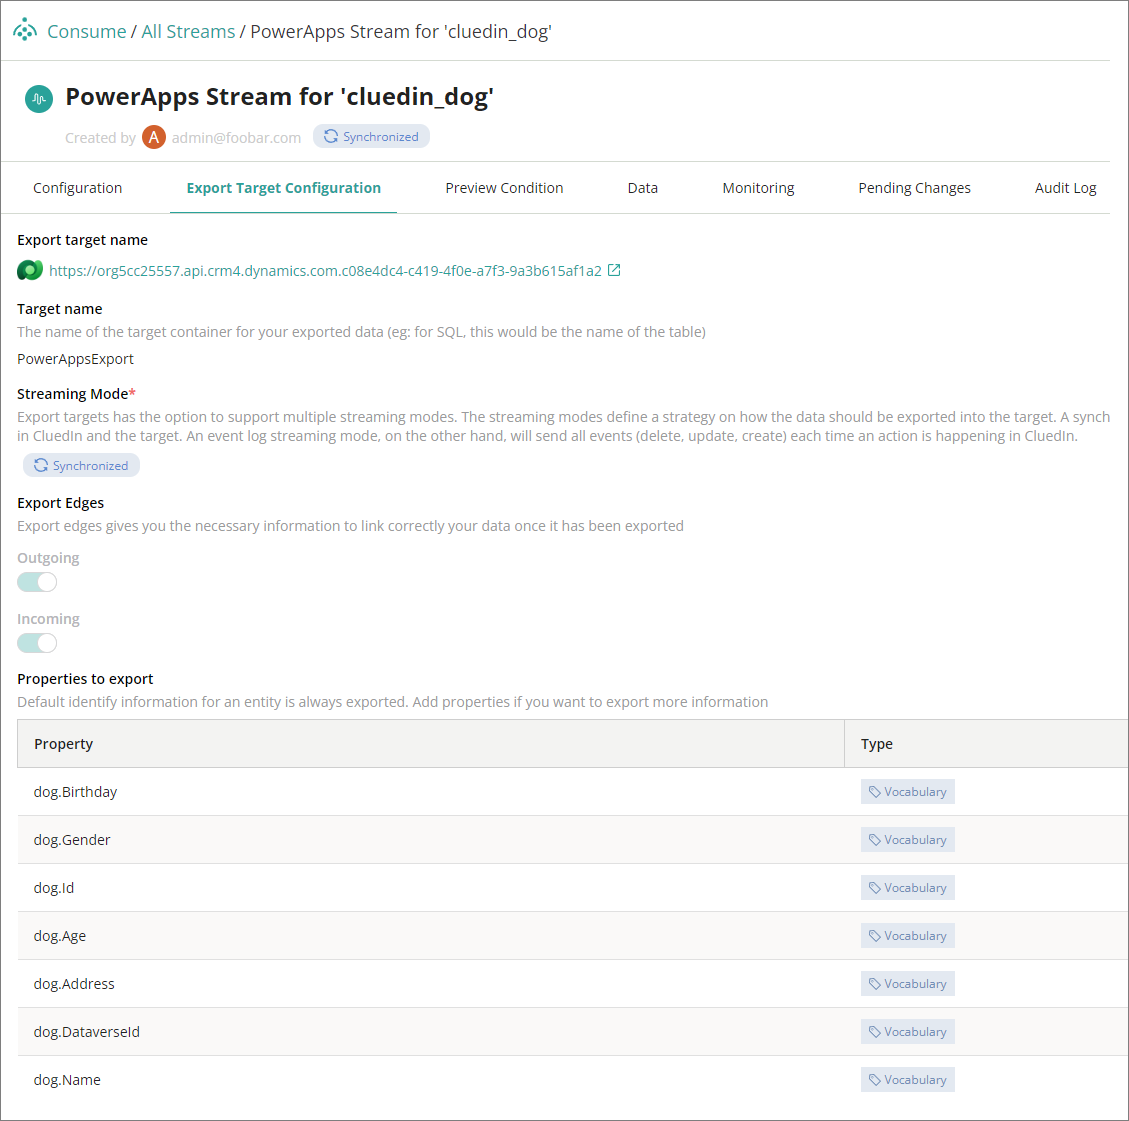 Consume / All Streams / PowerApps Stream for 'cluedin_dog'
PowerApps Stream for 'cluedin_dog'
Created by A admin@foobar.com Synchronized
Configuration Export Target Configuration Preview Condition Data Monitoring Pending Changes Audit Log
Export target name
https://org5cc25557.api.crm4.dynamics.com.c08e4dc4-c419-4f0e-a7f3-9a3b615af1a2
Target name
The name of the target container for your exported data (eg: for SQL, this would be the name of the table)
PowerAppsExport
Streaming Mode*
Export targets has the option to support multiple streaming modes. The streaming modes define a strategy on how the data should be exported into the target. A synch
in CluedIn and the target. An event log streaming mode, on the other hand, will send all events (delete, update, create) each time an action is happening in CluedIn.
Synchronized
Export Edges
Export edges gives you the necessary information to link correctly your data once it has been exported
Outgoing
Incoming
Properties to export
Default identify information for an entity is always exported. Add properties if you want to export more information
Property Type
dog.Birthday Vocabulary
dog.Gender Vocabulary
dog.Id Vocabulary
dog.Age Vocabulary
dog.Address Vocabulary
dog.DataverseId Vocabulary
dog.Name Vocabulary